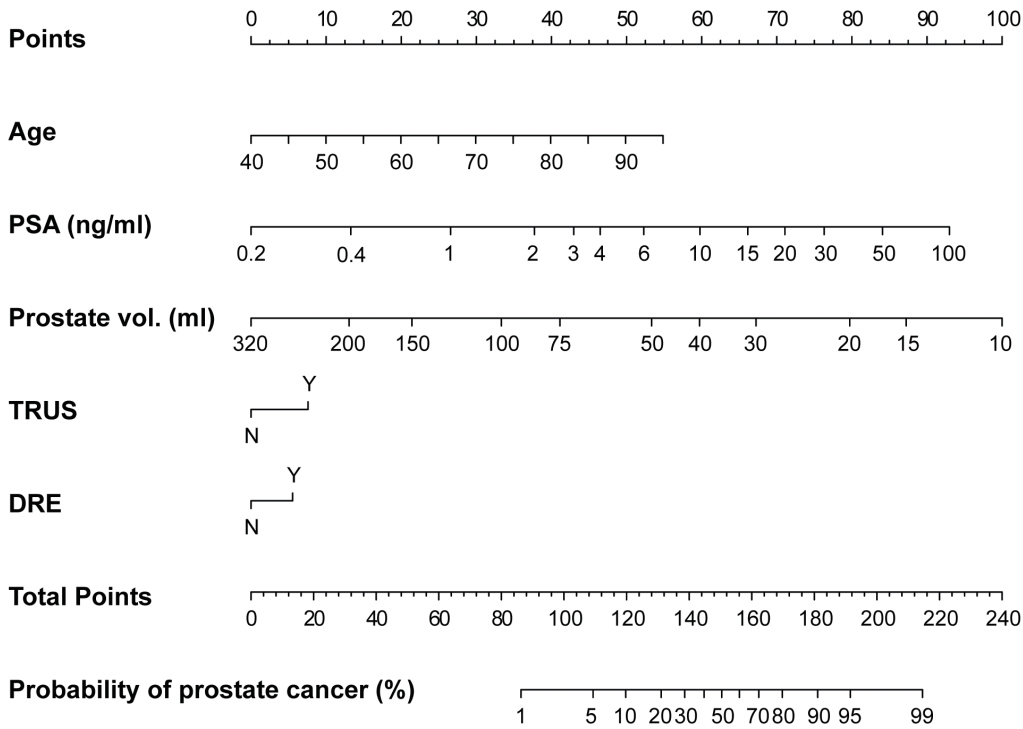 Points 0 10 20 30 40 50 60 70 80 90 100
Age
40 50 60 70 80 90
PSA (ng/ml)
0.2 0.4 1 2 3 4 6 10 15 20 30 50 100
Prostate vol. (ml)
320 200 150 100 75 50 40 30 20 15 10
Y
TRUS
N
Y
DRE
N
Total Points
0 20 40 60 80 100 120 140 160 180 200 220 240
Probability of prostate cancer (%)
1 5 10 20 30 50 70 80 90 95 99